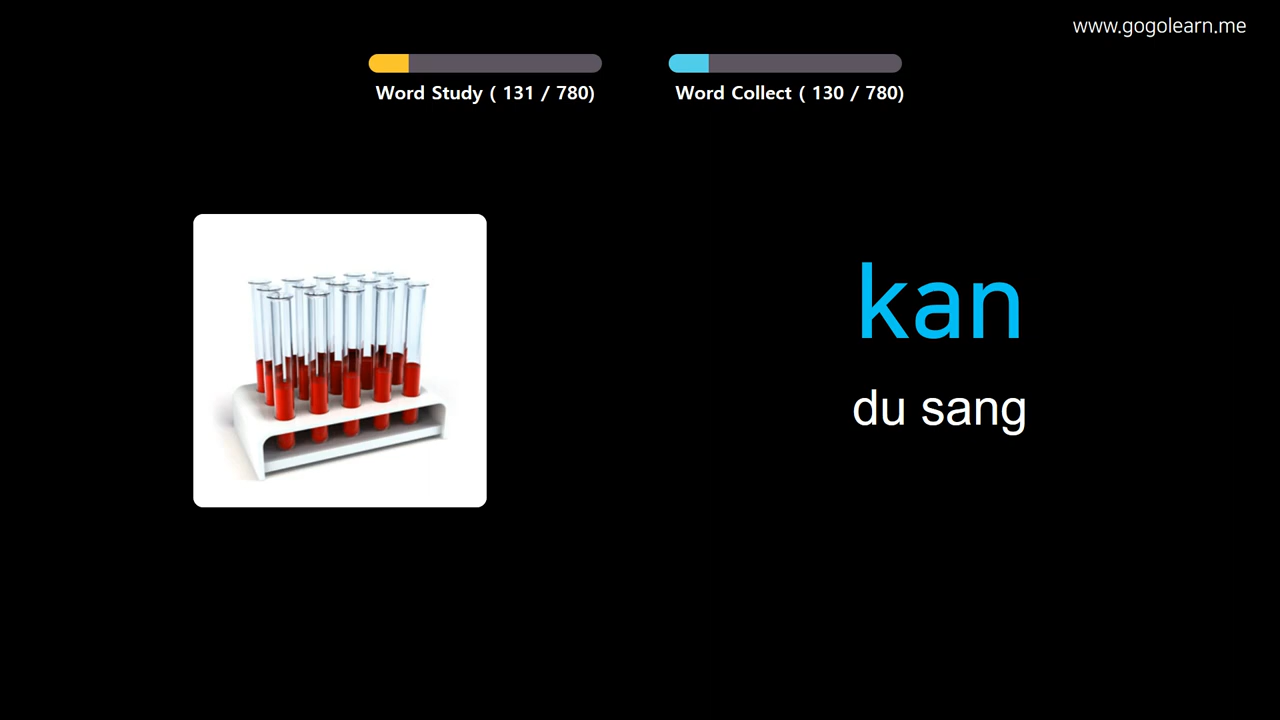 www.gogolearn.me
Word Study ( 131 / 780)
Word Collect ( 130 / 780)
kan
du sang